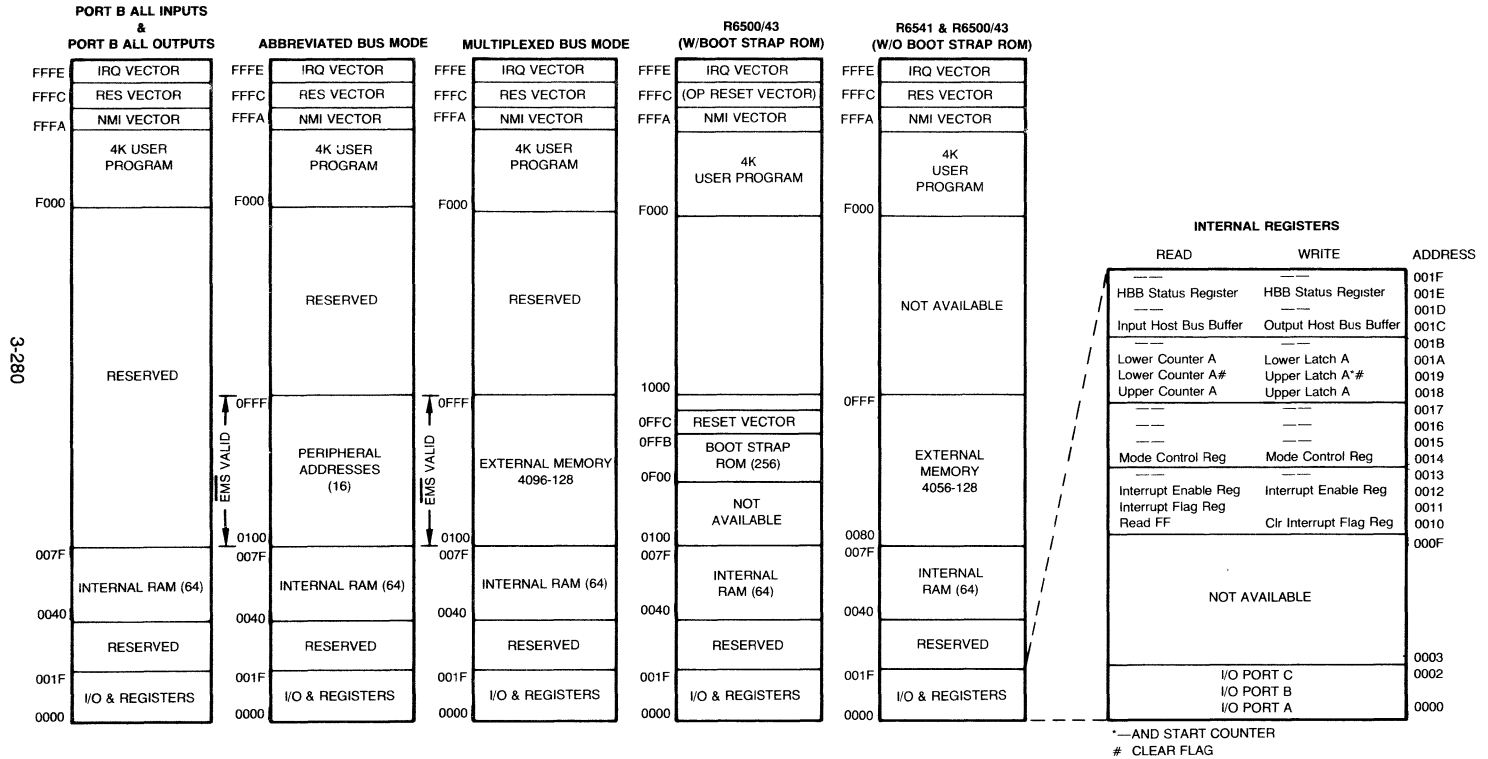 PORT B ALL INPUTS
&
PORT B ALL OUTPUTS
FFFE
IRQ VECTOR
FFFC
RES VECTOR
FFFA
NMI VECTOR
4K USER
PROGRAM
F000
RESERVED
007F
INTERNAL RAM (64)
0040
RESERVED
001F
I/O & REGISTERS
0000
ABBREVIATED BUS MODE
FFFE
IRQ VECTOR
FFFC
RES VECTOR
FFFA
NMI VECTOR
4K USER
PROGRAM
F000
RESERVED
0FFF
EMS VALID
PERIPHERAL
ADDRESSES
(16)
0100
007F
INTERNAL RAM (64)
0040
RESERVED
001F
I/O & REGISTERS
0000
MULTIPLEXED BUS MODE
FFFE
IRQ VECTOR
FFFC
RES VECTOR
FFFA
NMI VECTOR
4K USER
PROGRAM
F000
RESERVED
0FFF
EMS VALID
EXTERNAL MEMORY
4096-128
0100
007F
INTERNAL RAM (64)
0040
RESERVED
001F
I/O & REGISTERS
0000
R6500/43
(W/BOOT STRAP ROM)
FFFE
IRQ VECTOR
FFFC
(OP RESET VECTOR)
FFFA
NMI VECTOR
4K
USER PROGRAM
F000
1000
0FFC
RESET VECTOR
0FFB
BOOT STRAP
ROM (256)
0F00
NOT
AVAILABLE
0100
007F
INTERNAL
RAM (64)
0040
RESERVED
001F
I/O & REGISTERS
0000
R6541 & R6500/43
(W/O BOOT STRAP ROM)
FFFE
IRQ VECTOR
FFFC
RES VECTOR
FFFA
NMI VECTOR
4K
USER
PROGRAM
F000
NOT AVAILABLE
0FFF
EXTERNAL
MEMORY
4056-128
0080
007F
INTERNAL
RAM (64)
0040
RESERVED
001F
I/O & REGISTERS
0000
INTERNAL REGISTERS
READ WRITE ADDRESS
—— —— 001F
HBB Status Register HBB Status Register 001E
—— —— 001D
Input Host Bus Buffer Output Host Bus Buffer 001C
—— —— 001B
Lower Counter A Lower Latch A 001A
Lower Counter A# Upper Latch A*# 0019
Upper Counter A Upper Latch A 0018
—— —— 0017
—— —— 0016
—— —— 0015
Mode Control Reg Mode Control Reg 0014
—— —— 0013
Interrupt Enable Reg Interrupt Enable Reg 0012
Interrupt Flag Reg 0011
Read FF Clr Interrupt Flag Reg 0010
000F
NOT AVAILABLE
0003
I/O PORT C 0002
I/O PORT B
I/O PORT A 0000
*—AND START COUNTER
# CLEAR FLAG
3-280